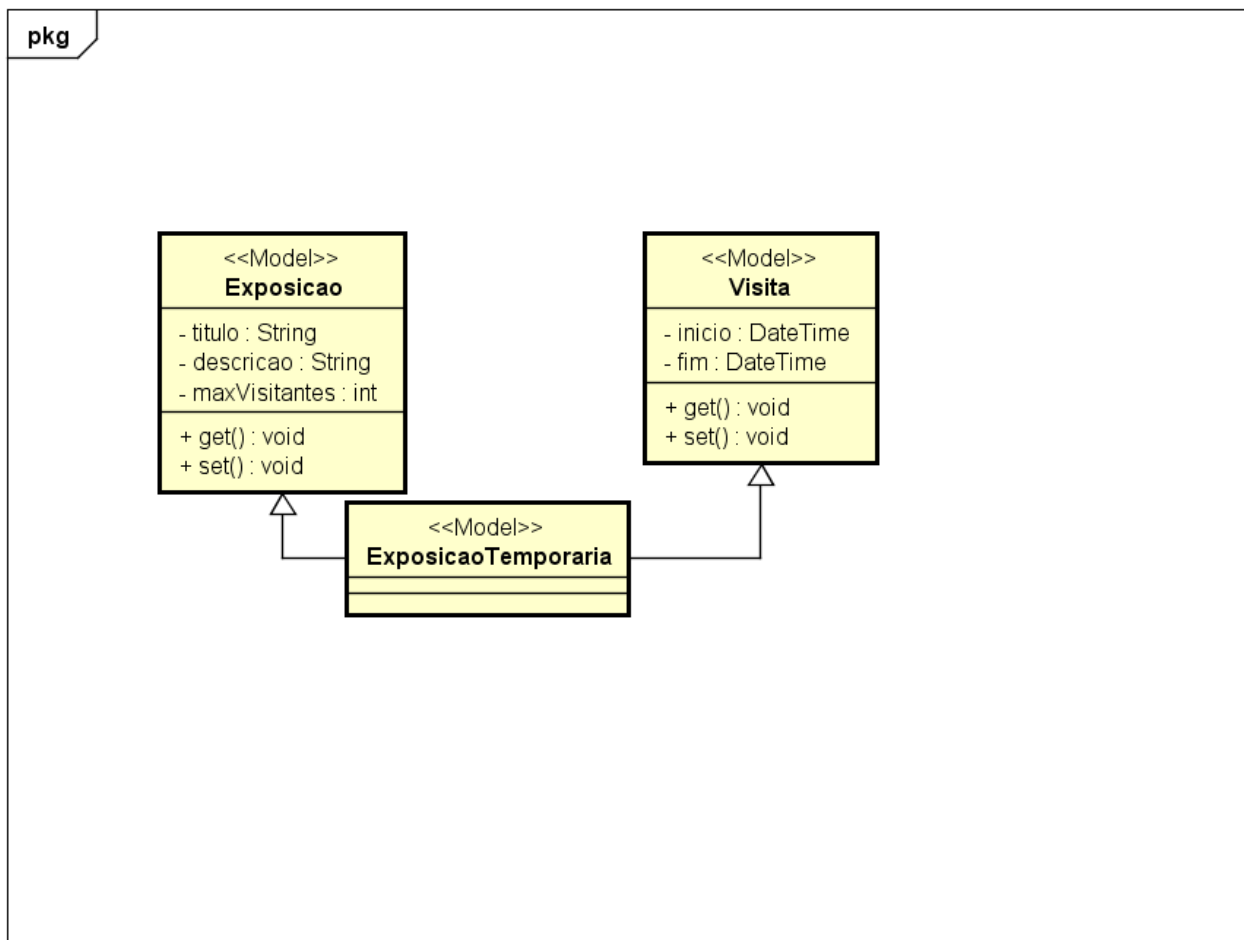 pkg
<<Model>>
Exposicao
- titulo : String
- descricao : String
- maxVisitantes : int
+ get() : void
+ set() : void
<<Model>>
Visita
- inicio : DateTime
- fim : DateTime
+ get() : void
+ set() : void
<<Model>>
ExposicaoTemporaria